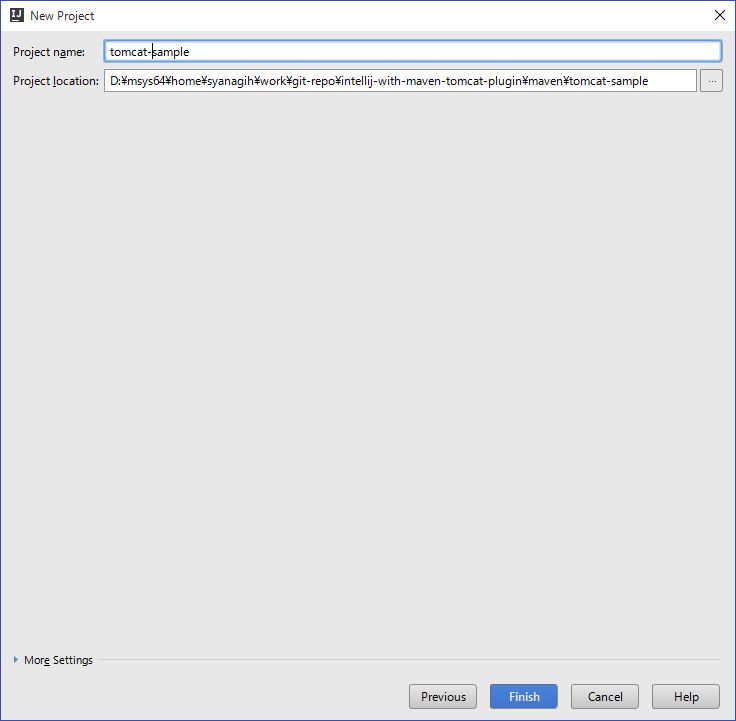 IJ New Project
Project name: tomcat-sample
Project location: D:¥msys64¥home¥syanagih¥work¥git-repo¥intellij-with-maven-tomcat-plugin¥maven¥tomcat-sample ...
More Settings
Previous Finish Cancel Help